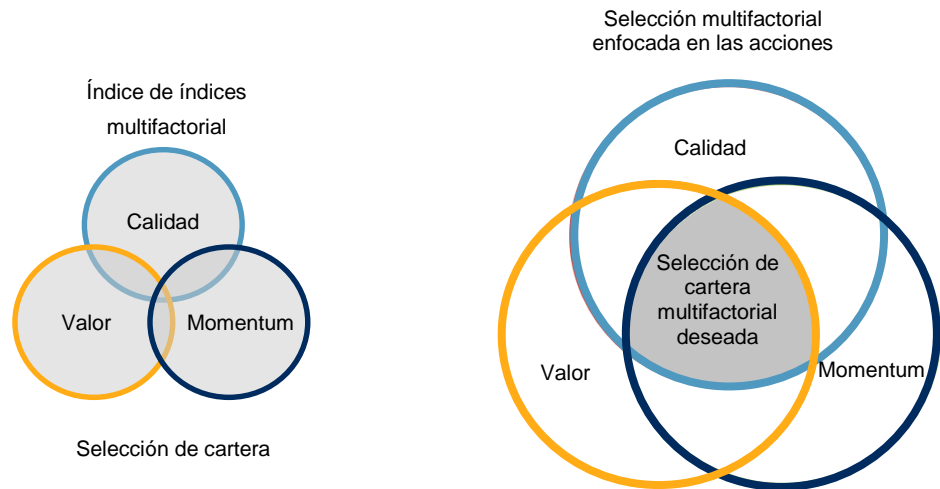 Índice de índices
multifactorial
Calidad
Valor
Momentum
Selección de cartera
Selección multifactorial
enfocada en las acciones
Calidad
Selección de
cartera
multifactorial
deseada
Valor
Momentum